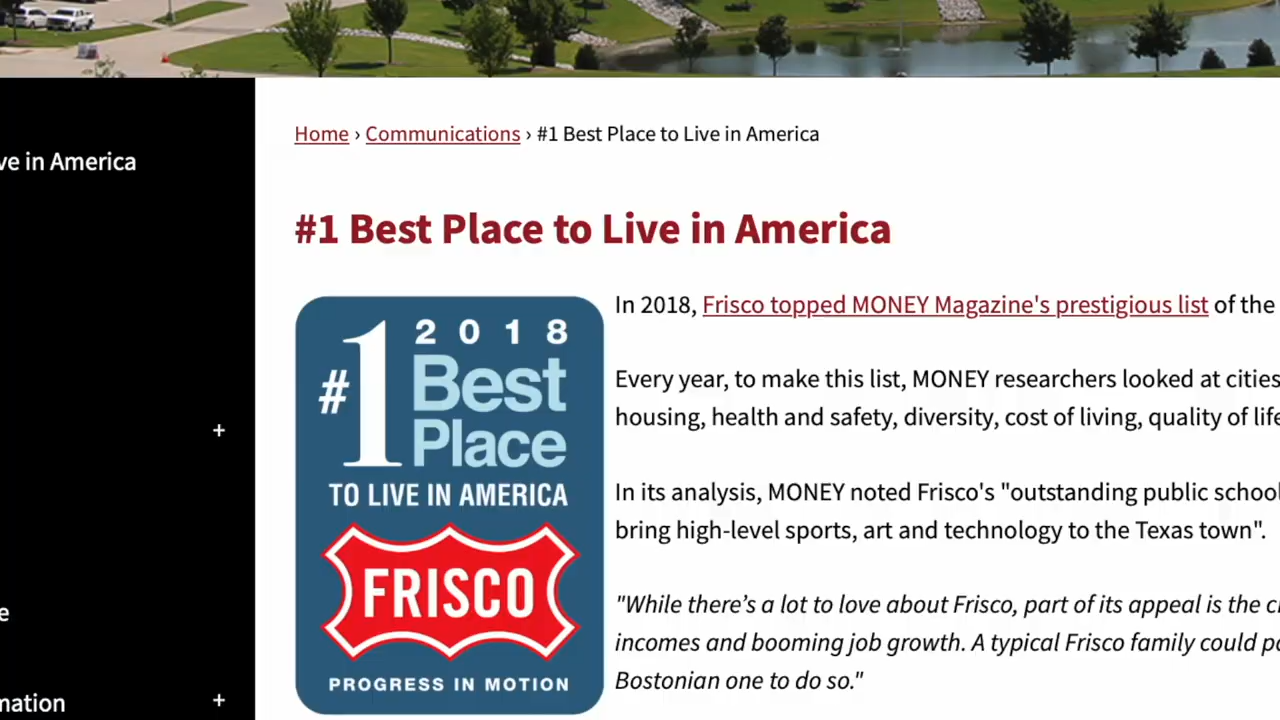 Home › Communications › #1 Best Place to Live in America
ve in America
#1 Best Place to Live in America
In 2018, Frisco topped MONEY Magazine's prestigious list of the
Every year, to make this list, MONEY researchers looked at cities
housing, health and safety, diversity, cost of living, quality of life
In its analysis, MONEY noted Frisco's "outstanding public school
bring high-level sports, art and technology to the Texas town".
"While there's a lot to love about Frisco, part of its appeal is the
incomes and booming job growth. A typical Frisco family could
Bostonian one to do so."
#1
2018
Best
Place
TO LIVE IN AMERICA
FRISCO
PROGRESS IN MOTION
+
e
mation +